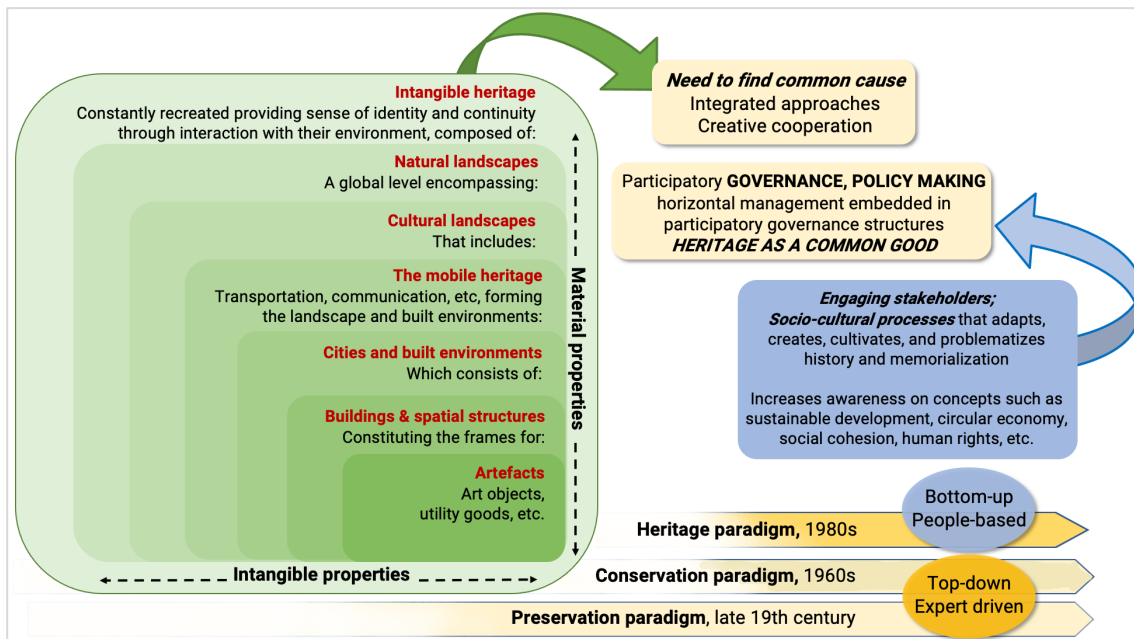 Intangible heritage
Constantly recreated providing sense of identity and continuity
through interaction with their environment, composed of:
Natural landscapes
A global level encompassing:
Cultural landscapes
That includes:
The mobile heritage
Transportation, communication, etc, forming
the landscape and built environments:
Cities and built environments
Which consists of:
Buildings & spatial structures
Constituting the frames for:
Artefacts
Art objects,
utility goods, etc.
Material properties
Intangible properties
Need to find common cause
Integrated approaches
Creative cooperation
Participatory GOVERNANCE, POLICY MAKING
horizontal management embedded in
participatory governance structures
HERITAGE AS A COMMON GOOD
Engaging stakeholders;
Socio-cultural processes that adapts,
creates, cultivates, and problematizes
history and memorialization
Increases awareness on concepts such as
sustainable development, circular economy,
social cohesion, human rights, etc.
Bottom-up
People-based
Heritage paradigm, 1980s
Conservation paradigm, 1960s
Top-down
Expert driven
Preservation paradigm, late 19th century